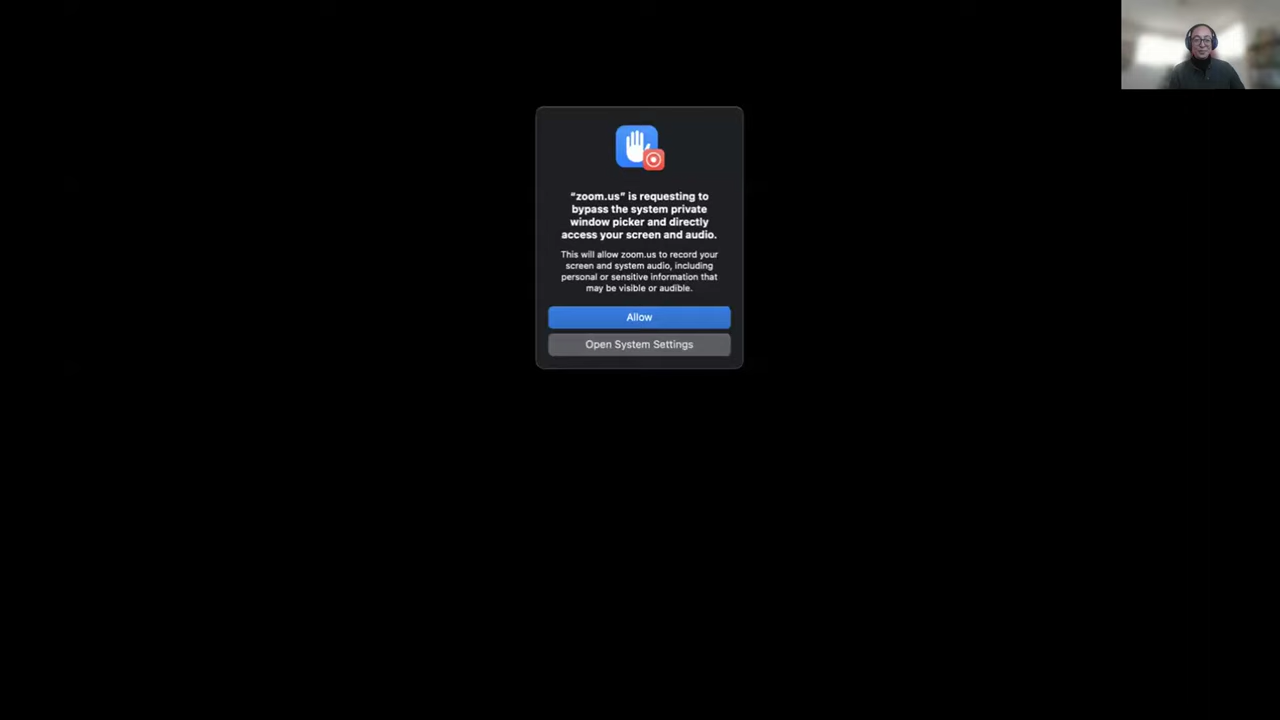 “zoom.us” is requesting to
bypass the system private
window picker and directly
access your screen and audio.
This will allow zoom.us to record your
screen and system audio, including
personal or sensitive information that
may be visible or audible.
Allow
Open System Settings